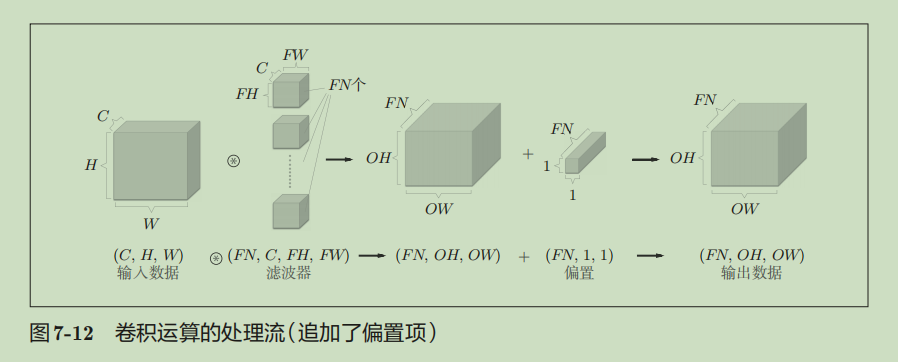 FW
C
FH
FN个
C
H
W
⊛
FN
OH
OW
+
FN
1
1
FN
OH
OW
(C, H, W) ⊛ (FN, C, FH, FW) → (FN, OH, OW) + (FN, 1, 1) → (FN, OH, OW)
输入数据 滤波器 偏置 输出数据
图7-12 卷积运算的处理流(追加了偏置项)